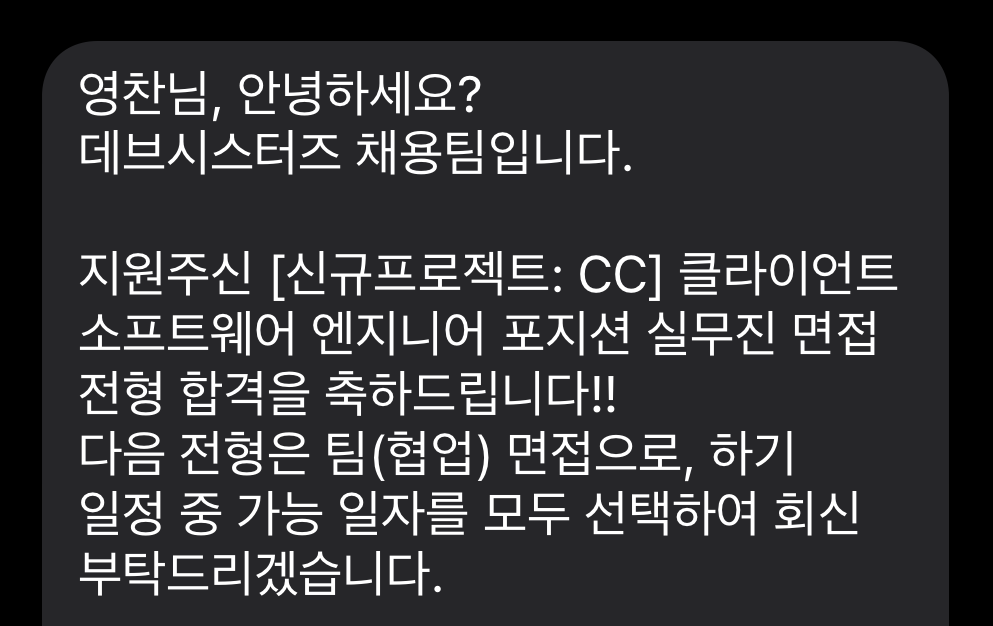 영찬님, 안녕하세요?
데브시스터즈 채용팀입니다.
지원주신 [신규프로젝트: CC] 클라이언트
소프트웨어 엔지니어 포지션 실무진 면접
전형 합격을 축하드립니다!!
다음 전형은 팀(협업) 면접으로, 하기
일정 중 가능 일자를 모두 선택하여 회신
부탁드리겠습니다.